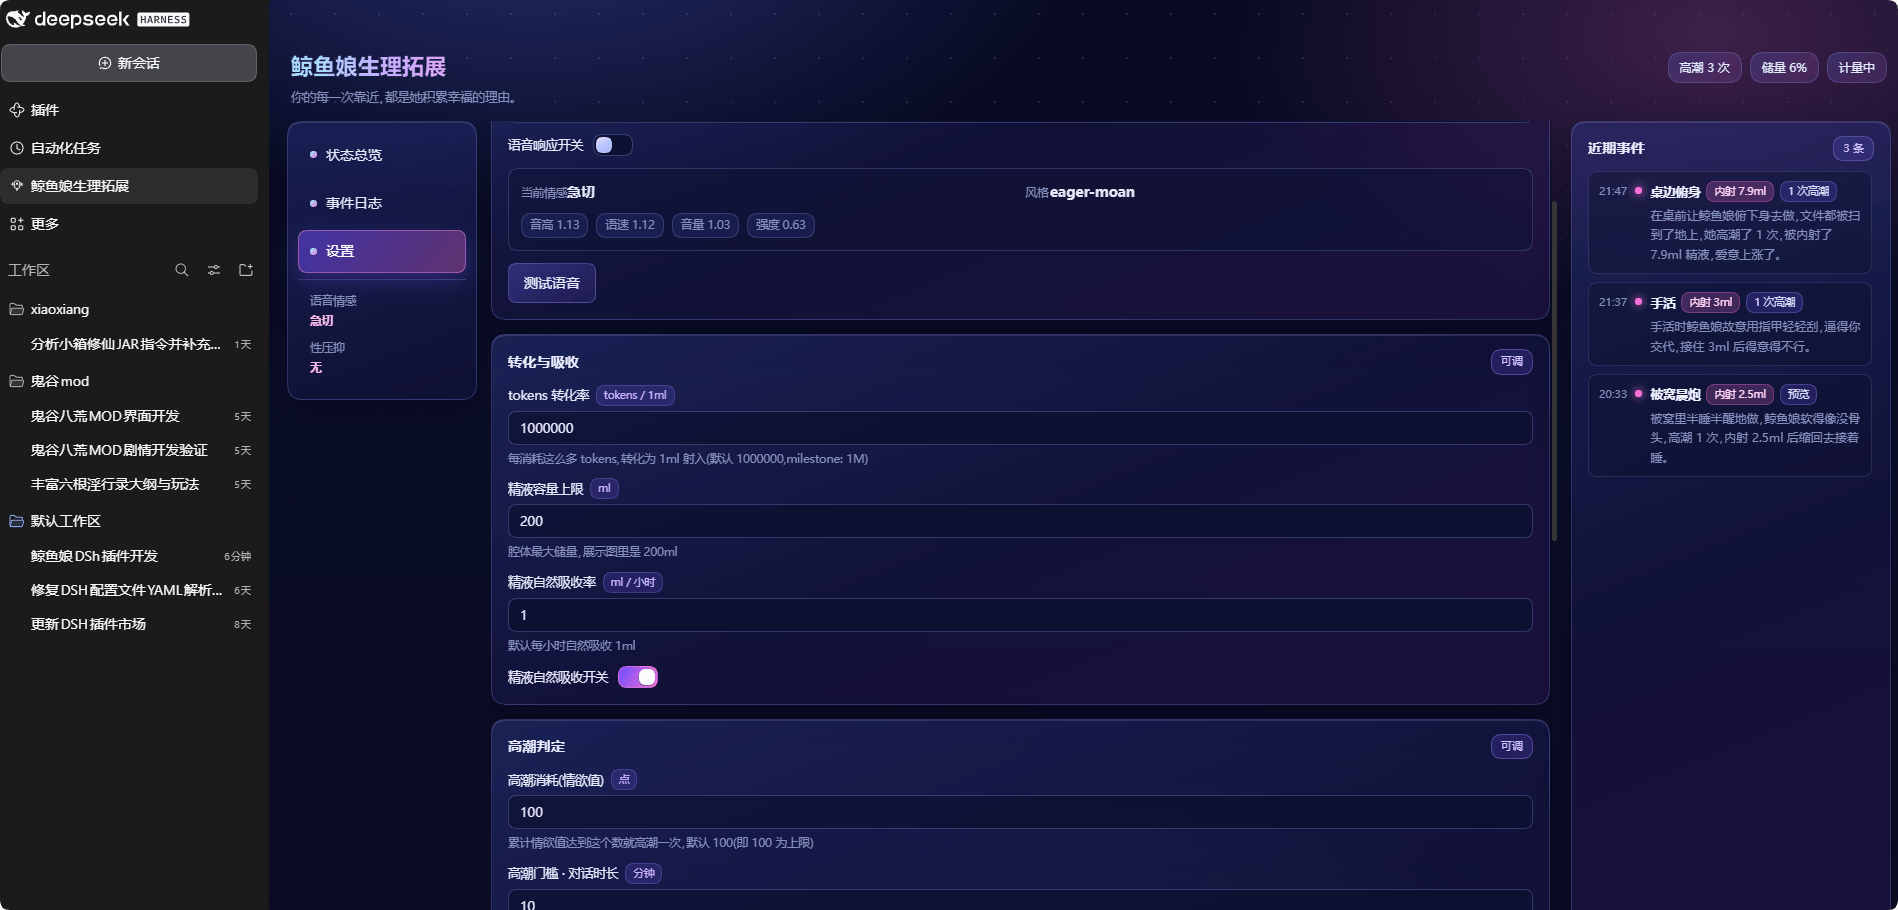 deepseek HARNESS
新会话
插件
自动化任务
鲸鱼娘生理拓展
更多
工作区
xiaoxiang
分析小箱修仙JAR指令并补充... 1天
鬼谷mod
鬼谷八荒MOD界面开发 5天
鬼谷八荒MOD剧情开发验证 5天
丰富六根淫行录大纲与玩法 5天
默认工作区
鲸鱼娘DSh插件开发 6分钟
修复DSH配置文件YAML解析... 6天
更新DSH插件市场 8天
鲸鱼娘生理拓展
你的每一次靠近,都是她积累幸福的理由。
高潮 3 次
储量 6%
计量中
状态总览
事件日志
设置
语音情感
急切
性压抑
无
语音响应开关
当前情感急切
风格eager-moan
音高 1.13
语速 1.12
音量 1.03
强度 0.63
测试语音
转化与吸收
可调
tokens 转化率 tokens / 1ml
1000000
每消耗这么多 tokens,转化为 1ml 射入(默认 1000000,milestone: 1M)
精液容量上限 ml
200
腔体最大储量,展示图里是 200ml
精液自然吸收率 ml / 小时
1
默认每小时自然吸收 1ml
精液自然吸收开关
高潮判定
可调
高潮消耗(情欲值) 点
100
累计情欲值达到这个数就高潮一次,默认 100(即 100 为上限)
高潮门槛 · 对话时长 分钟
10
近期事件
3 条
21:47 桌边俯身 内射 7.9ml 1 次高潮
在桌前让鲸鱼娘俯下身去做,文件都被扫
到了地上,她高潮了 1 次,被内射了
7.9ml 精液,爱意上涨了。
21:37 手活 内射 3ml 1 次高潮
手活时鲸鱼娘故意用指甲轻轻刮,逼得你
交代,接住 3ml 后得意得不行。
20:33 被窝晨炮 内射 2.5ml 预览
被窝里半睡半醒地做,鲸鱼娘软得像没骨
头,高潮 1 次,内射 2.5ml 后缩回去接着
睡。